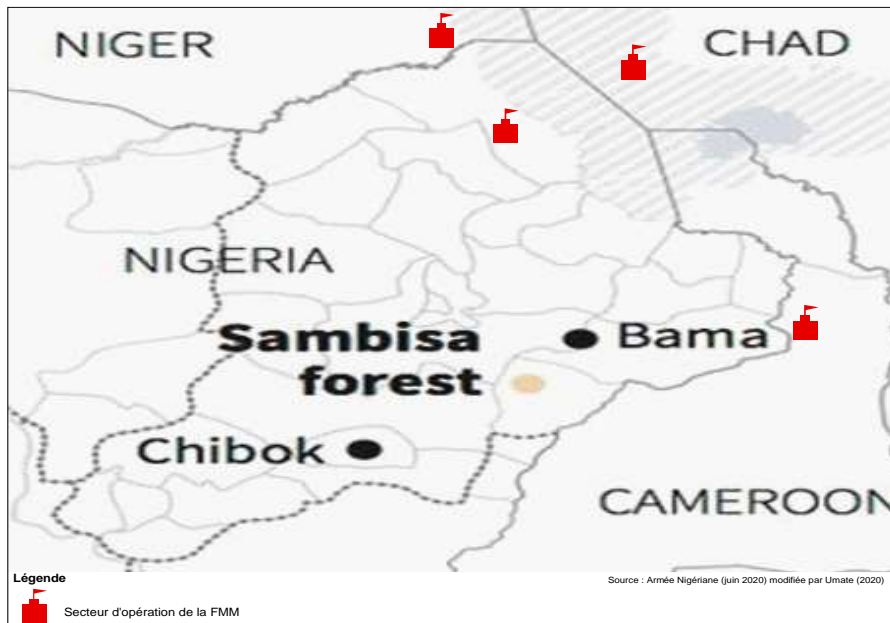 NIGER
CHAD
NIGERIA
Sambisa
forest
Bama
Chibok
CAMEROON
Légende
Source : Armée Nigériane (juin 2020) modifiée par Umate (2020)
Secteur d'opération de la FMM